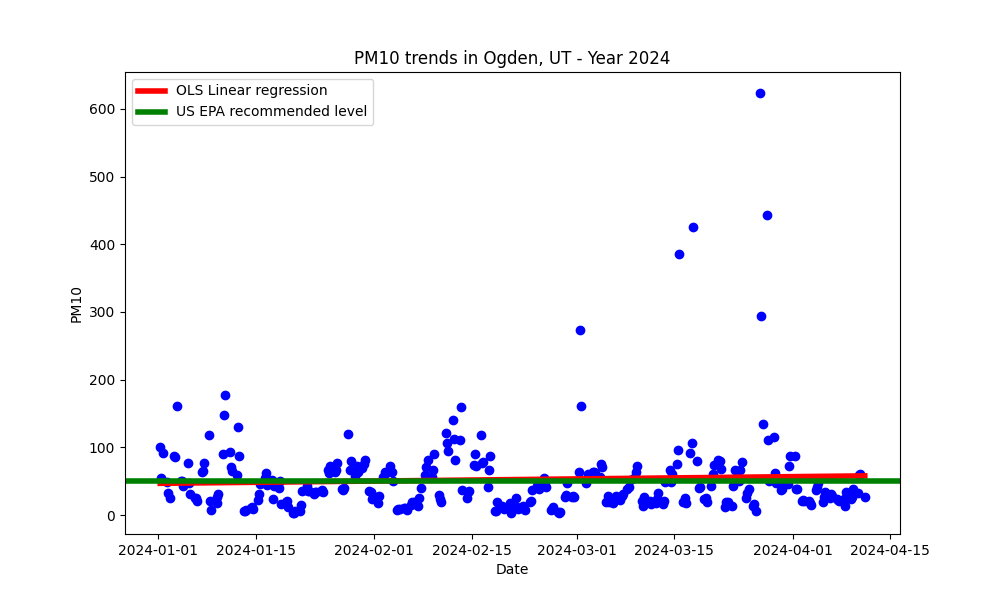 PM10 trends in Ogden, UT - Year 2024
OLS Linear regression
US EPA recommended level
600
500
400
300
200
100
0
PM10
2024-01-01 2024-01-15 2024-02-01 2024-02-15 2024-03-01 2024-03-15 2024-04-01 2024-04-15
Date